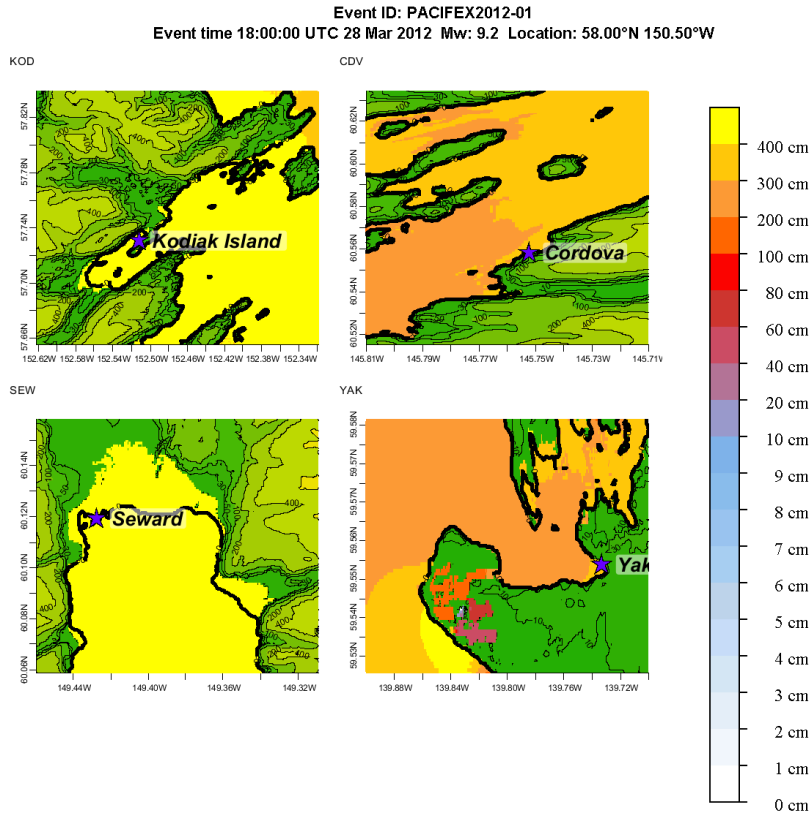 Event ID: PACIFEX2012-01
Event time 18:00:00 UTC 28 Mar 2012 Mw: 9.2 Location: 58.00°N 150.50°W
KOD
57.82N
57.78N
57.74N
57.70N
57.66N
Kodiak Island
152.62W 152.58W 152.54W 152.50W 152.46W 152.42W 152.38W 152.34W
CDV
60.62N
60.60N
60.58N
60.56N
60.54N
60.52N
Cordova
145.81W 145.79W 145.77W 145.75W 145.73W 145.71W
SEW
60.14N
60.12N
60.10N
60.08N
60.06N
Seward
149.44W 149.40W 149.36W 149.32W
YAK
59.58N
59.57N
59.57N
59.56N
59.55N
59.54N
59.53N
Yak
139.88W 139.84W 139.80W 139.76W 139.72W
400 cm
300 cm
200 cm
100 cm
80 cm
60 cm
40 cm
20 cm
10 cm
9 cm
8 cm
7 cm
6 cm
5 cm
4 cm
3 cm
2 cm
1 cm
0 cm